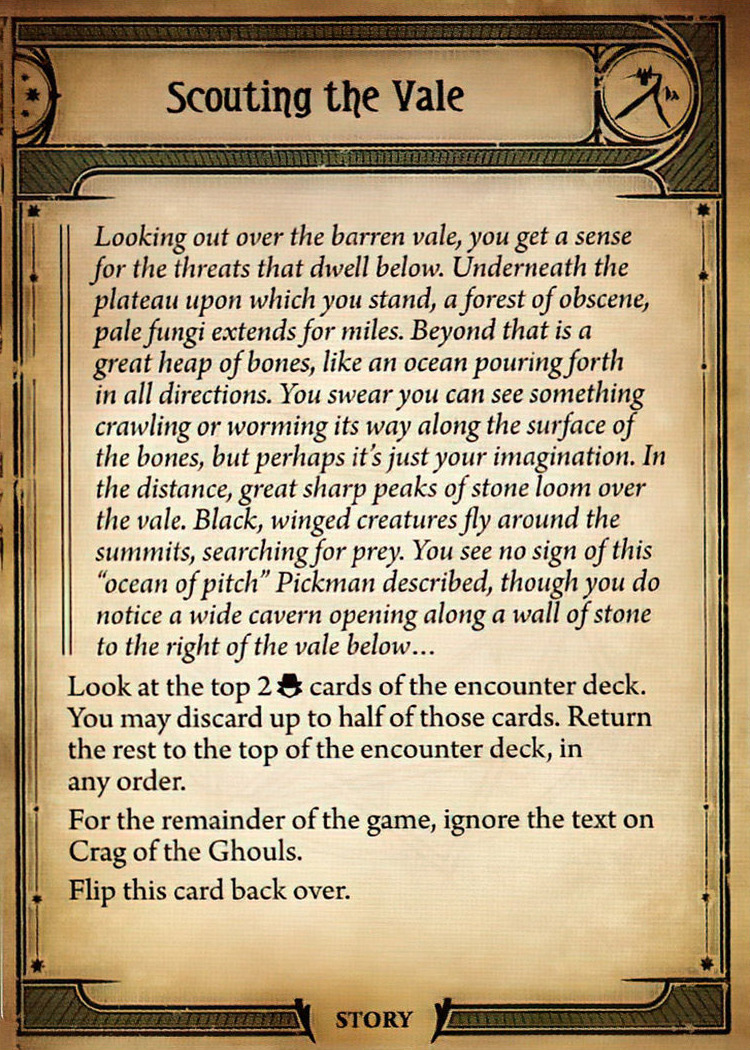 Scouting the Vale
Looking out over the barren vale, you get a sense
for the threats that dwell below. Underneath the
plateau upon which you stand, a forest of obscene,
pale fungi extends for miles. Beyond that is a
great heap of bones, like an ocean pouring forth
in all directions. You swear you can see something
crawling or worming its way along the surface of
the bones, but perhaps it's just your imagination. In
the distance, great sharp peaks of stone loom over
the vale. Black, winged creatures fly around the
summits, searching for prey. You see no sign of this
“ocean of pitch” Pickman described, though you do
notice a wide cavern opening along a wall of stone
to the right of the vale below…
Look at the top 2 cards of the encounter deck.
You may discard up to half of those cards. Return
the rest to the top of the encounter deck, in
any order.
For the remainder of the game, ignore the text on
Crag of the Ghouls.
Flip this card back over.
STORY